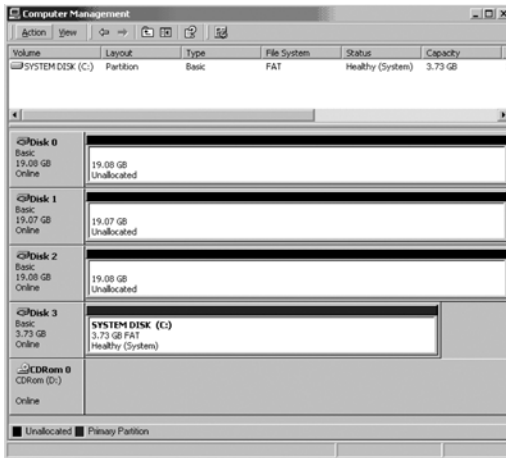 Computer Management
Action View
Volume Layout Type File System Status Capacity
SYSTEM DISK (C:) Partition Basic FAT Healthy (System) 3.73 GB
Disk 0
Basic
19.08 GB
Online
19.08 GB
Unallocated
Disk 1
Basic
19.07 GB
Online
19.07 GB
Unallocated
Disk 2
Basic
19.08 GB
Online
19.08 GB
Unallocated
Disk 3
Basic
3.73 GB
Online
SYSTEM DISK (C:)
3.73 GB FAT
Healthy (System)
CDRom 0
CDRom (D:)
Online
Unallocated Primary Partition